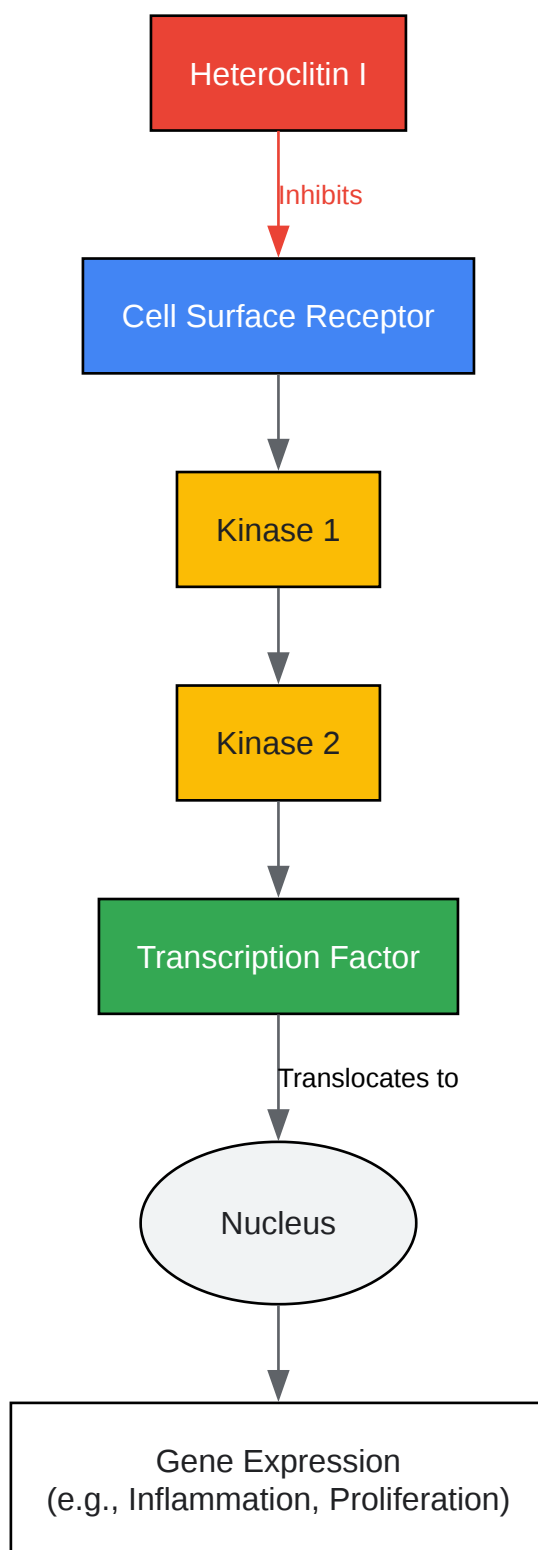 Heteroclitin I
Inhibits
Cell Surface Receptor
Kinase 1
Kinase 2
Transcription Factor
Translocates to
Nucleus
Gene Expression
(e.g., Inflammation, Proliferation)